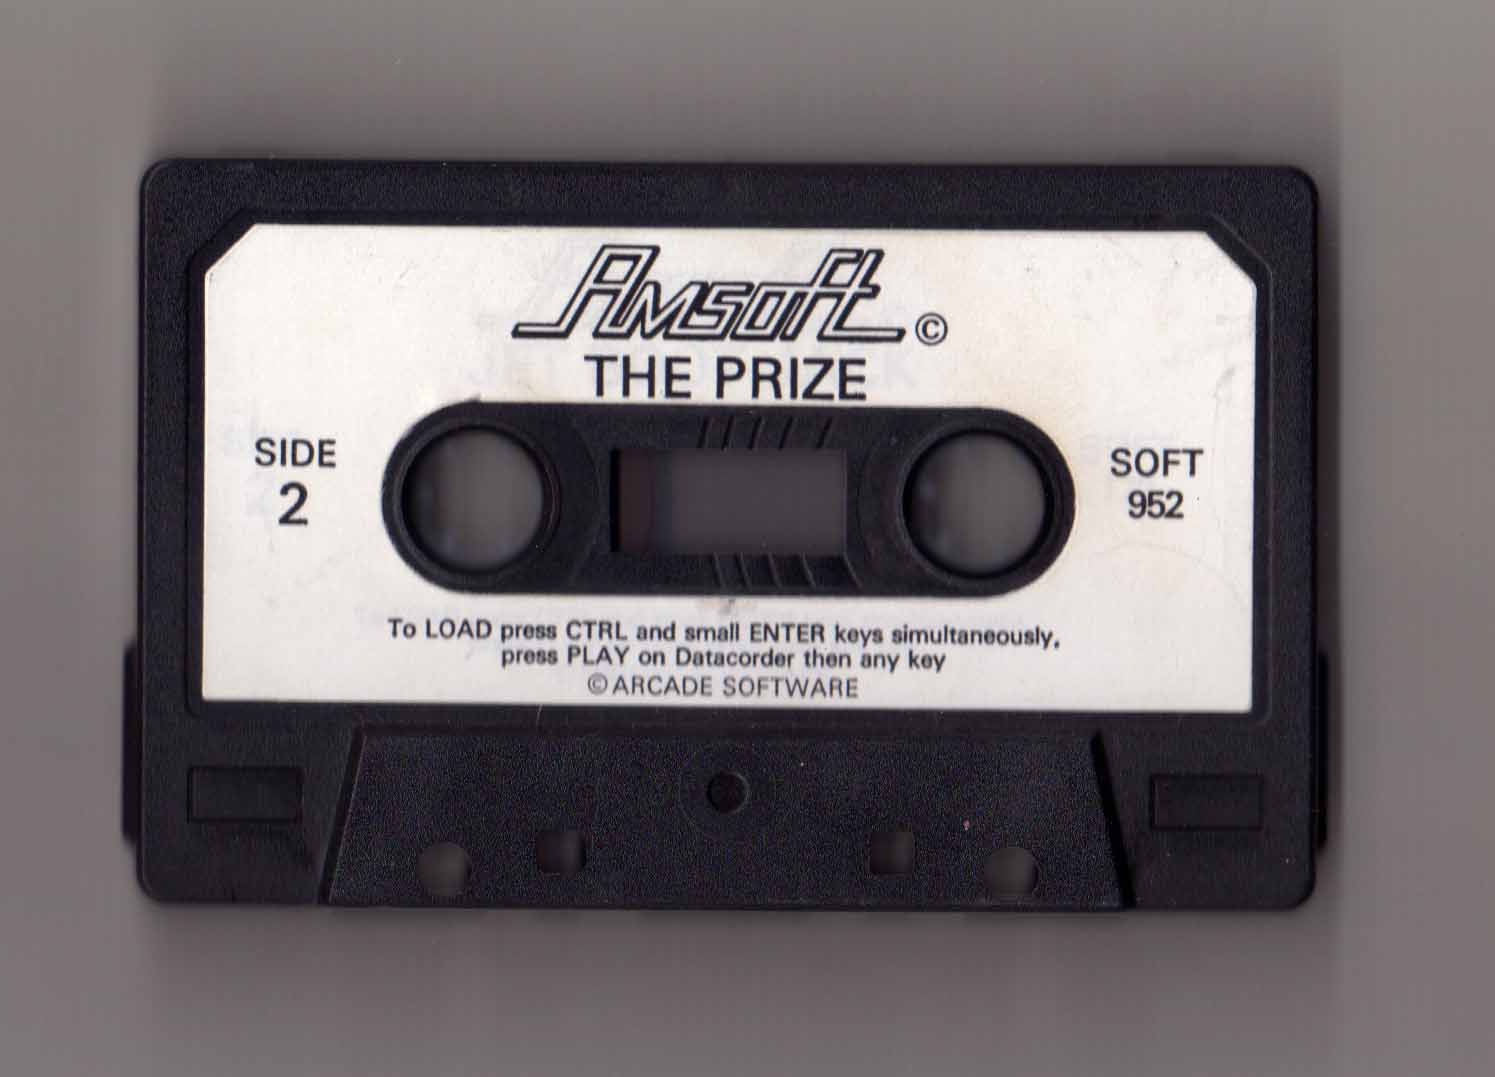 Amsoft ©
THE PRIZE
SIDE
2
SOFT
952
To LOAD press CTRL and small ENTER keys simultaneously,
press PLAY on Datacorder then any key
© ARCADE SOFTWARE